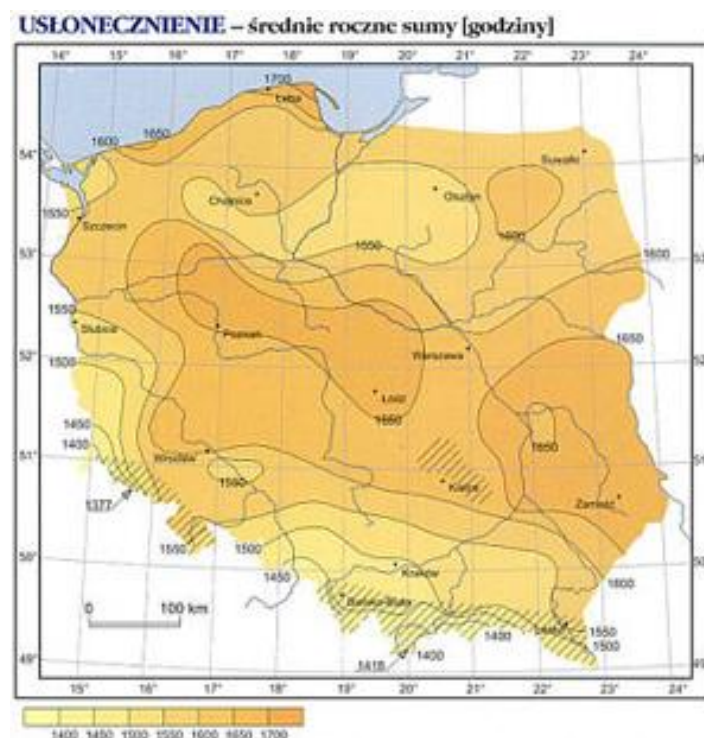 USŁONECZNIENIE – średnie roczne sumy [godziny]
14° 15° 16° 17° 18° 19° 20° 21° 22° 23° 24°
1700
Łeba
1650
1600
54°
Suwałki
Chojnice
Olsztyn
1550
Szczecin
1600
1550
53°
1600
1550
Słubice
Poznań
1650
Warszawa
52°
1500
Łódź
1650
1450
1400
1650
51°
Wrocław
1550
Kielce
Zamość
1377
1550
1500
50°
1450
Kraków
1600
0 100 km
Bielsko-Biała
1400
Lesko
1550
1500
1400
1418
49°
15° 16° 17° 18° 19° 20° 21° 22° 23° 24°
1400 1450 1500 1550 1600 1650 1700